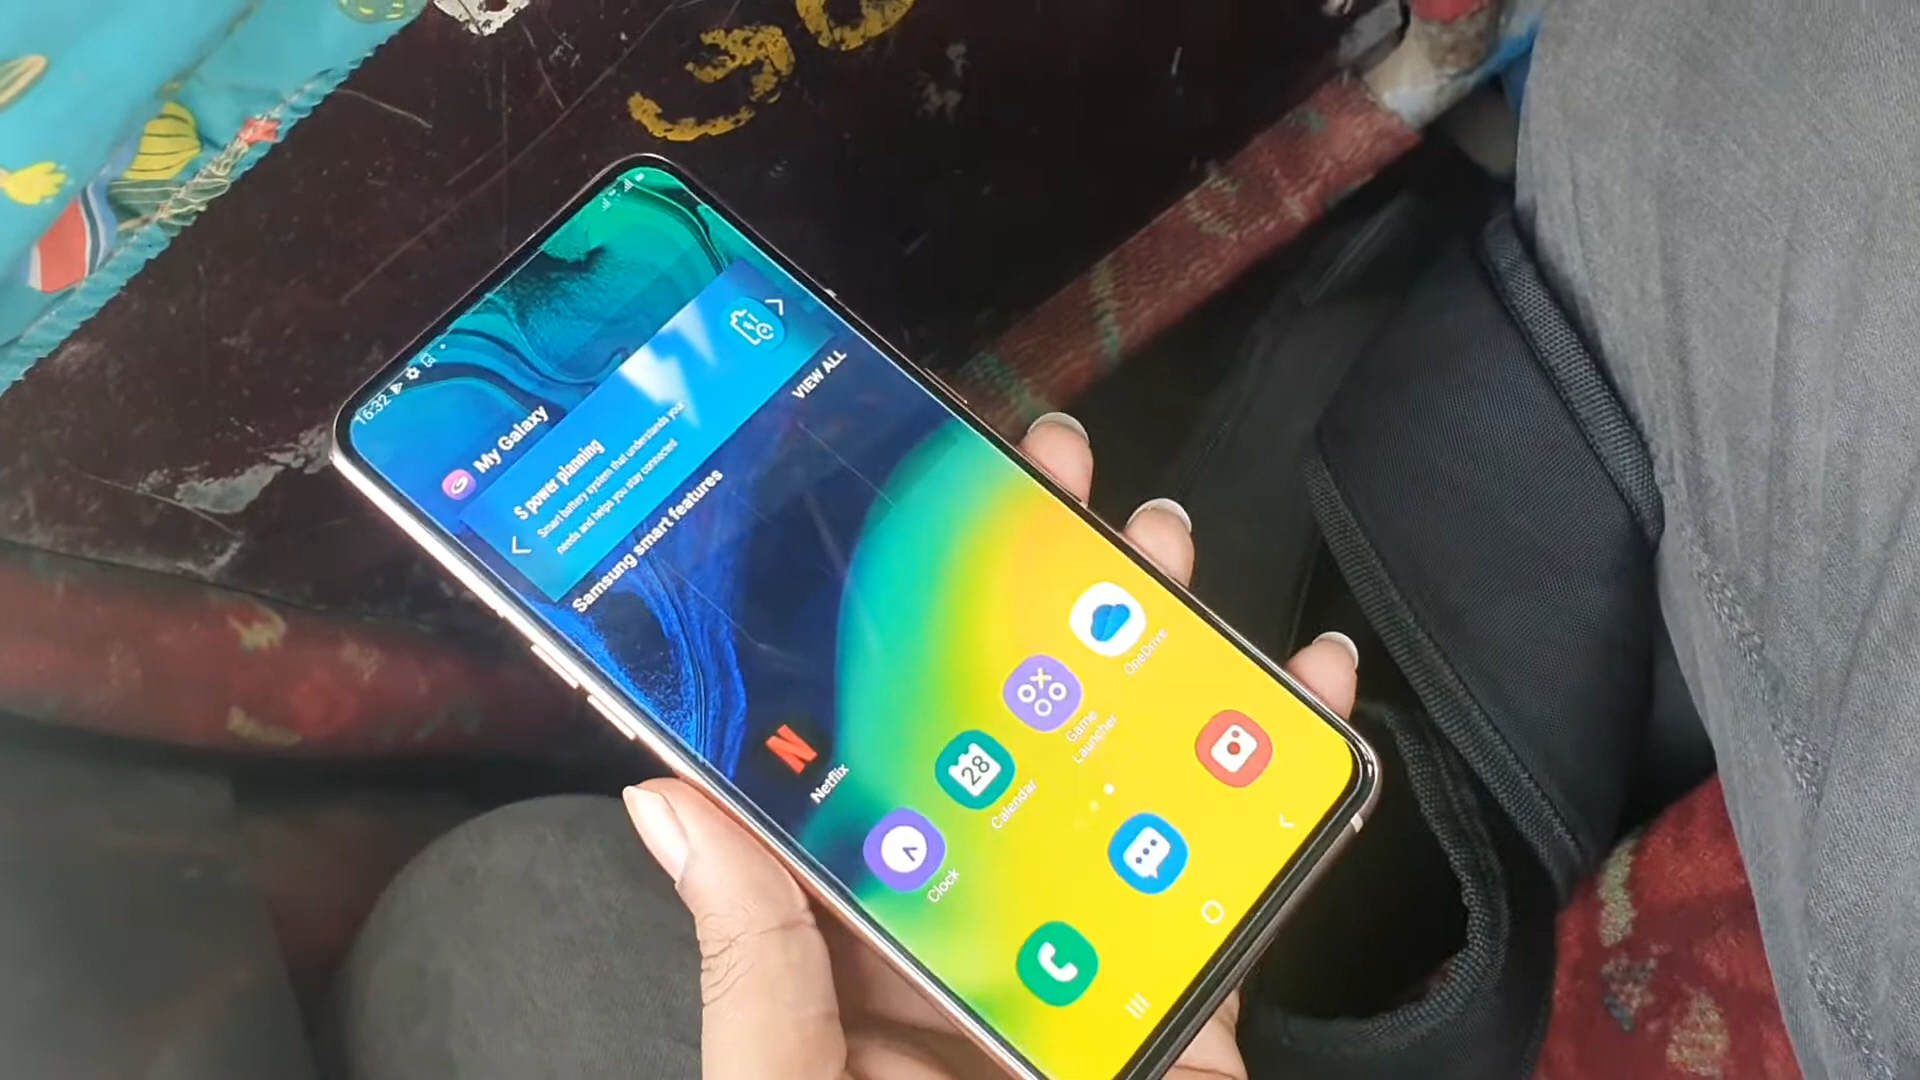 16:32
My Galaxy
S power planning
Smart battery system that understands your
needs and helps you stay connected
Samsung smart features
VIEW ALL
Netflix
Clock
28
Calendar
Game
Launcher
OneDrive